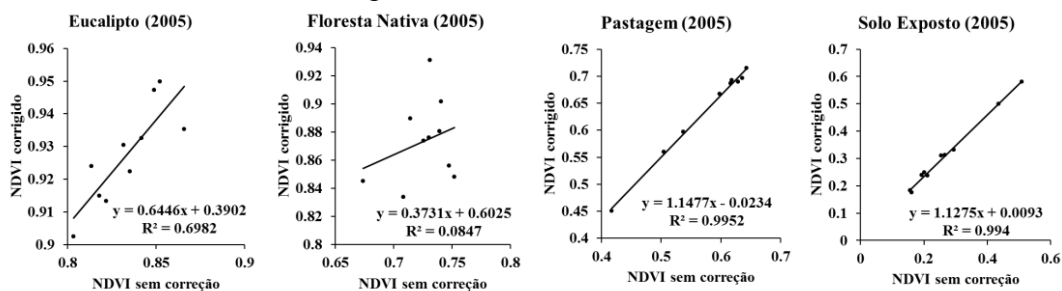 Eucalipto (2005)
NDVI corrigido
0.96
0.95
0.94
0.93
0.92
0.91
0.9
y = 0.6446x + 0.3902
R² = 0.6982
0.8
0.85
0.9
NDVI sem correção
Floresta Nativa (2005)
NDVI corrigido
0.94
0.92
0.9
0.88
0.86
0.84
0.82
0.8
y = 0.3731x + 0.6025
R² = 0.0847
0.6
0.65
0.7
0.75
0.8
NDVI sem correção
Pastagem (2005)
NDVI corrigido
0.75
0.7
0.65
0.6
0.55
0.5
0.45
0.4
y = 1.1477x - 0.0234
R² = 0.9952
0.4
0.5
0.6
0.7
NDVI sem correção
Solo Exposto (2005)
NDVI corrigido
0.7
0.6
0.5
0.4
0.3
0.2
0.1
0
y = 1.1275x + 0.0093
R² = 0.994
0
0.2
0.4
0.6
NDVI sem correção